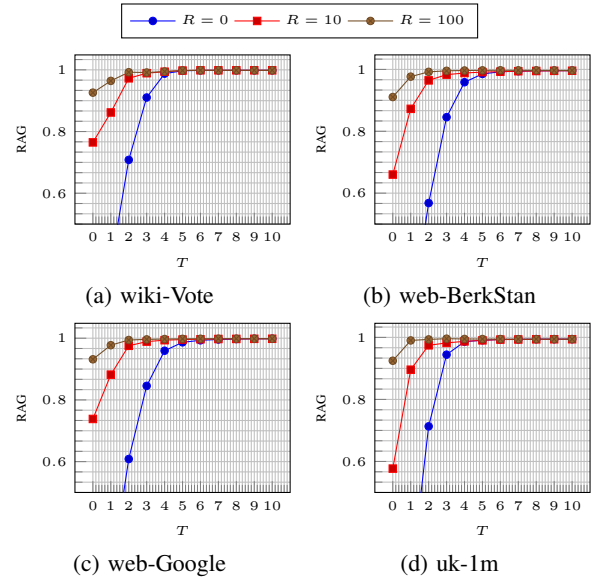 R = 0 R = 10 R = 100
1
0.8
0.6
RAG
0 1 2 3 4 5 6 7 8 9 10
T
(a) wiki-Vote
1
0.8
0.6
RAG
0 1 2 3 4 5 6 7 8 9 10
T
(b) web-BerkStan
1
0.8
0.6
RAG
0 1 2 3 4 5 6 7 8 9 10
T
(c) web-Google
1
0.8
0.6
RAG
0 1 2 3 4 5 6 7 8 9 10
T
(d) uk-1m